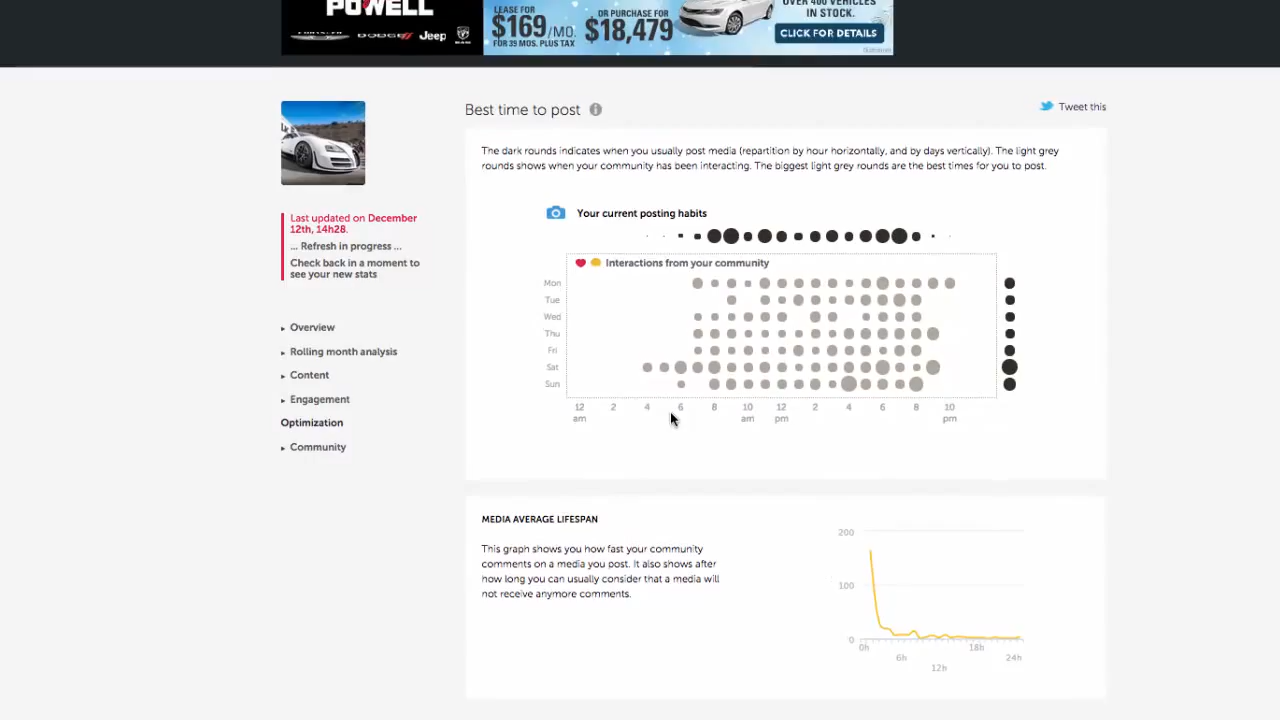 POWELL
LEASE FOR
$169/MO.
FOR 39 MOS. PLUS TAX
OR PURCHASE FOR
$18,479
OVER 400 VEHICLES
IN STOCK.
CLICK FOR DETAILS
DODGE Jeep
Best time to post
Tweet this
The dark rounds indicates when you usually post media (repartition by hour horizontally, and by days vertically). The light grey
rounds shows when your community has been interacting. The biggest light grey rounds are the best times for you to post.
Last updated on December
12th, 14h28.
... Refresh in progress ...
Check back in a moment to
see your new stats
Overview
Rolling month analysis
Content
Engagement
Optimization
Community
Your current posting habits
Interactions from your community
Mon
Tue
Wed
Thu
Fri
Sat
Sun
12 2 4 6 8 10 12 2 4 6 8 10
am am pm pm
MEDIA AVERAGE LIFESPAN
This graph shows you how fast your community
comments on a media you post. It also shows after
how long you can usually consider that a media will
not receive anymore comments.
200
100
0
0h 6h 12h 18h 24h